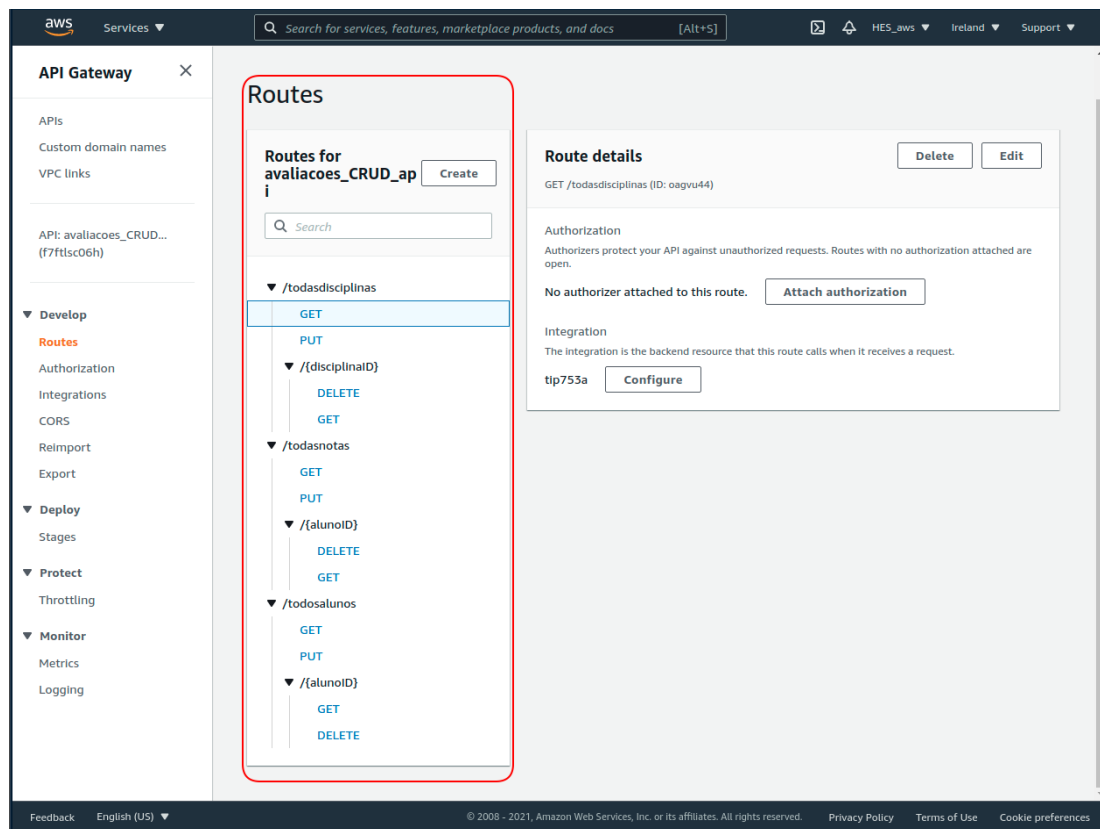 aws
Services ▼
Search for services, features, marketplace products, and docs [Alt+S]
HES_aws ▼
Ireland ▼
Support ▼
API Gateway
APIs
Custom domain names
VPC links
API: avaliacoes_CRUD...
(f7ftlsc06h)
Develop
Routes
Authorization
Integrations
CORS
Reimport
Export
Deploy
Stages
Protect
Throttling
Monitor
Metrics
Logging
Routes
Routes for
avaliacoes_CRUD_ap
i
Create
Search
/todasdisciplinas
GET
PUT
/{disciplinaID}
DELETE
GET
/todasnotas
GET
PUT
/{alunoID}
DELETE
GET
/todosalunos
GET
PUT
/{alunoID}
GET
DELETE
Route details
Delete
Edit
GET /todasdisciplinas (ID: oagvu44)
Authorization
Authorizers protect your API against unauthorized requests. Routes with no authorization attached are
open.
No authorizer attached to this route.
Attach authorization
Integration
The integration is the backend resource that this route calls when it receives a request.
tip753a
Configure
Feedback
English (US) ▼
© 2008 - 2021, Amazon Web Services, Inc. or its affiliates. All rights reserved.
Privacy Policy
Terms of Use
Cookie preferences